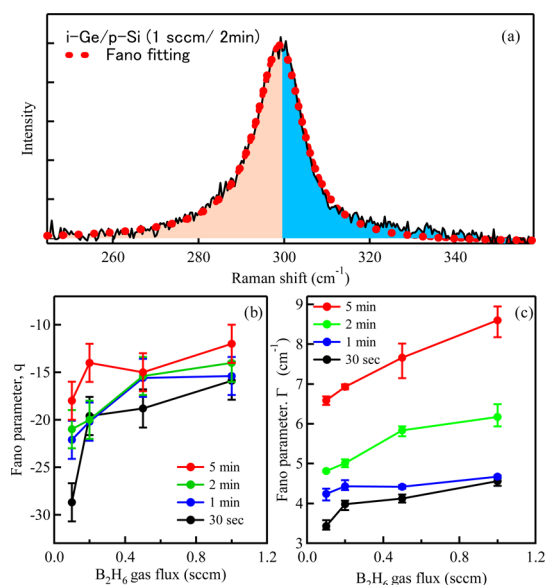 i-Ge/p-Si (1 sccm/ 2min)
Fano fitting
(a)
Intensity
260 280 300 320 340
Raman shift (cm-1)
(b)
Fano parameter, q
-10
-15
-20
-25
-30
5 min
2 min
1 min
30 sec
0.0 0.4 0.8 1.2
B2H6 gas flux (sccm)
(c)
Fano parameter. Γ (cm-1)
9
8
7
6
5
4
3
5 min
2 min
1 min
30 sec
0.0 0.4 0.8 1.2
B2H6 gas flux (sccm)